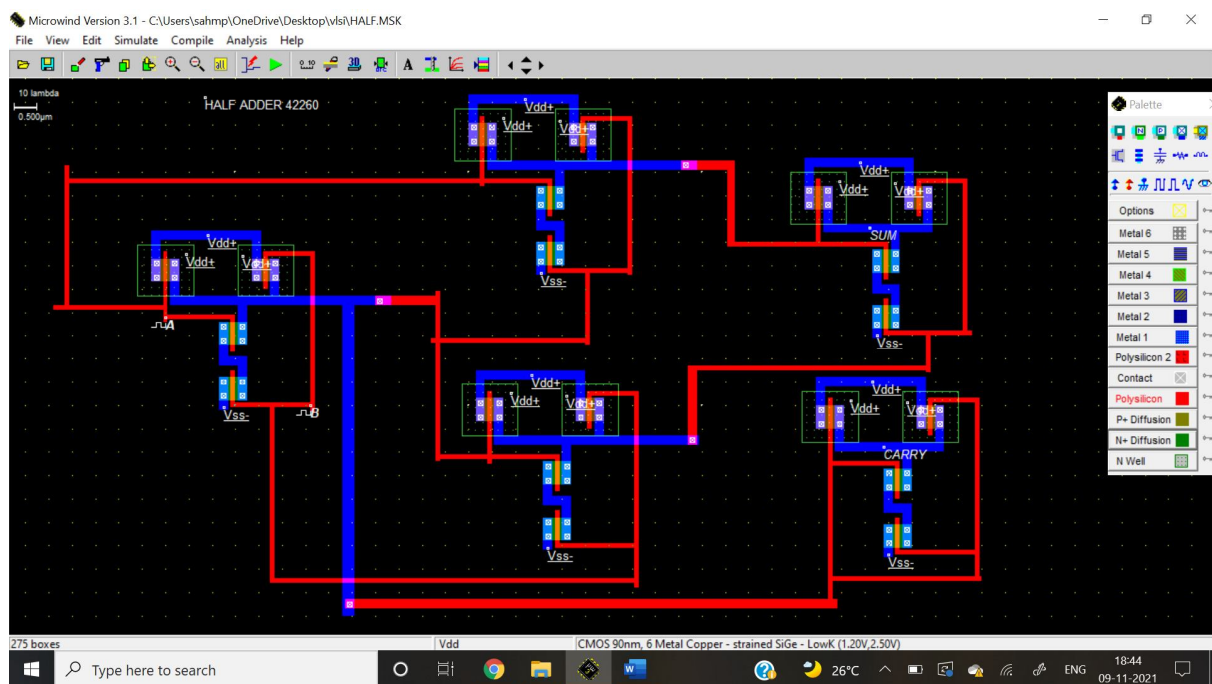 Microwind Version 3.1 - C:\Users\sahmp\OneDrive\Desktop\vlsi\HALF.MSK
File View Edit Simulate Compile Analysis Help
10 lambda
0.500µm
HALF ADDER 42260
Vdd+
Vdd+
Vdd+
Vss-
Vdd+
Vdd+
Vdd+
SUM
Vss-
Vdd+
Vdd+
Vdd+
A
B
Vss-
Vdd+
Vdd+
Vdd+
Vss-
Vdd+
Vdd+
Vdd+
CARRY
Vss-
Palette
Options
Metal 6
Metal 5
Metal 4
Metal 3
Metal 2
Metal 1
Polysilicon 2
Contact
Polysilicon
P+ Diffusion
N+ Diffusion
N Well
275 boxes Vdd CMOS 90nm, 6 Metal Copper - strained SiGe - LowK (1.20V,2.50V)
Type here to search 26°C ENG 18:44
09-11-2021